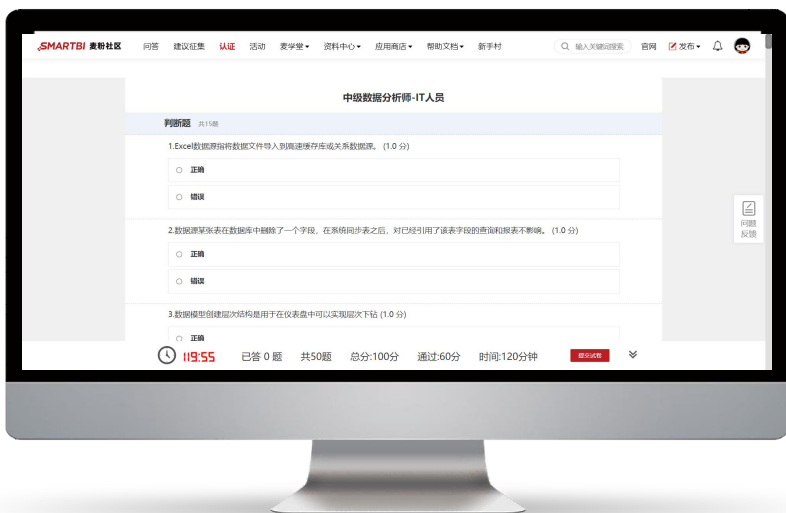 SMARTBI 麦粉社区 问答 建议征集 认证 活动 麦学堂 资料中心 应用商店 帮助文档 新手村 输入关键词搜索 官网 发布
中级数据分析师-IT人员
判断题 共15题
1.Excel数据源指将数据文件导入到高速缓存库或关系数据源。 (1.0 分)
正确
错误
2.数据源某张表在数据库中删除了一个字段，在系统同步表之后，对已经引用了该表字段的查询和报表不影响。 (1.0 分)
正确
错误
3.数据模型创建层次结构是用于在仪表盘中可以实现层次下钻 (1.0 分)
正确
问题
反馈
119:55 已答 0 题 共50题 总分:100分 通过:60分 时间:120分钟 提交试卷